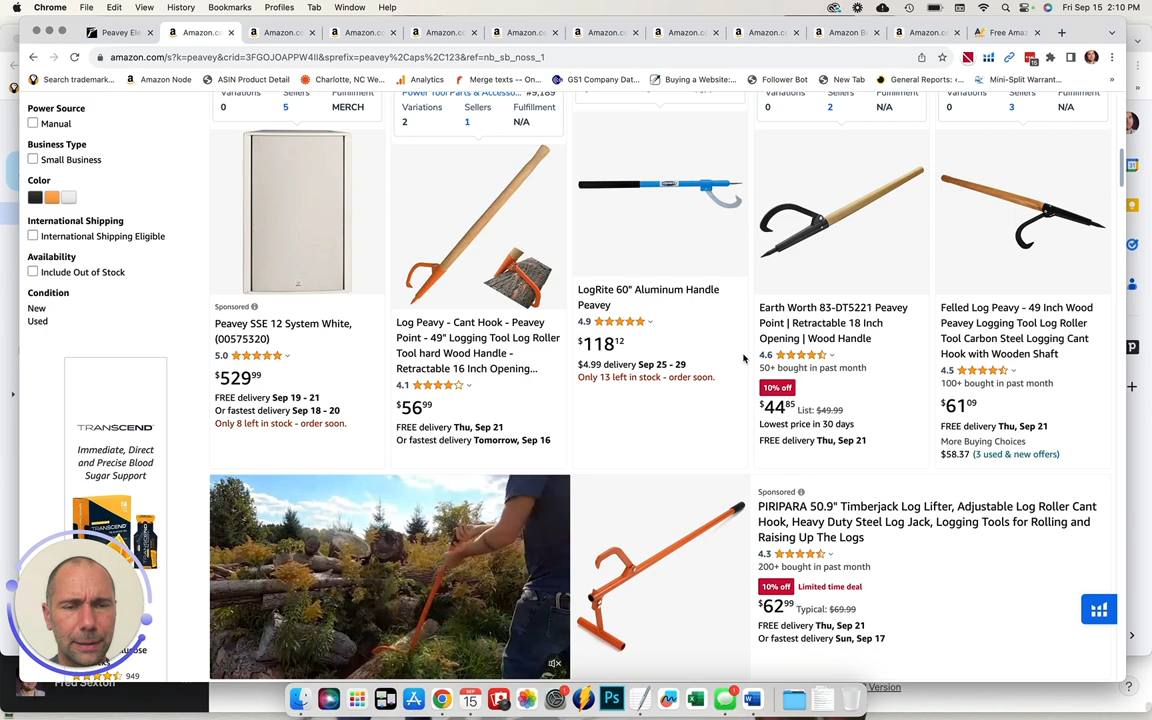 Chrome File Edit View History Bookmarks Profiles Tab Window Help Fri Sep 15 2:10 PM
Peavey Ele Amazon.c Amazon.co Amazon.co Amazon.co Amazon.co Amazon.co Amazon.co Amazon.co Amazon B Amazon.co Free Amaz
amazon.com/s?k=peavey&crid=3FGOJOAPPW4II&sprefix=peavey%2Caps%2C123&ref=nb_sb_noss_1
Search trademark... Amazon Node ASIN Product Detail Charlotte, NC We... Analytics Merge texts -- On... GS1 Company Dat... Buying a Website:... Follower Bot New Tab General Reports: ‹... Mini-Split Warrant...
Power Source
Manual
Business Type
Small Business
Color
International Shipping
International Shipping Eligible
Availability
Include Out of Stock
Condition
New
Used
TRANSCEND
Immediate, Direct
and Precise Blood
Sugar Support
949
Variations Sellers Fulfillment
0 5 MERCH
Sponsored
Peavey SSE 12 System White,
(00575320)
5.0
$529.99
FREE delivery Sep 19 - 21
Or fastest delivery Sep 18 - 20
Only 8 left in stock - order soon.
Power Tool Parts & Accesso... #9,189
Variations Sellers Fulfillment
2 1 N/A
Log Peavy - Cant Hook - Peavey
Point - 49" Logging Tool Log Roller
Tool hard Wood Handle -
Retractable 16 Inch Opening...
4.1
$56.99
FREE delivery Thu, Sep 21
Or fastest delivery Tomorrow, Sep 16
LogRite 60" Aluminum Handle
Peavey
4.9
$118.12
$4.99 delivery Sep 25 - 29
Only 13 left in stock - order soon.
Variations Sellers Fulfillment
0 2 N/A
Earth Worth 83-DT5221 Peavey
Point | Retractable 18 Inch
Opening | Wood Handle
4.6
50+ bought in past month
10% off
$44.85 List: $49.99
Lowest price in 30 days
FREE delivery Thu, Sep 21
Variations Sellers Fulfillment
0 3 N/A
Felled Log Peavey - 49 Inch Wood
Peavey Logging Tool Log Roller
Tool Carbon Steel Logging Cant
Hook with Wooden Shaft
4.5
100+ bought in past month
$61.09
FREE delivery Thu, Sep 21
More Buying Choices
$58.37 (3 used & new offers)
Sponsored
PIRIPARA 50.9" Timberjack Log Lifter, Adjustable Log Roller Cant
Hook, Heavy Duty Steel Log Jack, Logging Tools for Rolling and
Raising Up The Logs
4.3
200+ bought in past month
10% off Limited time deal
$62.99 Typical: $69.99
FREE delivery Thu, Sep 21
Or fastest delivery Sun, Sep 17
Fred Sexton
Version